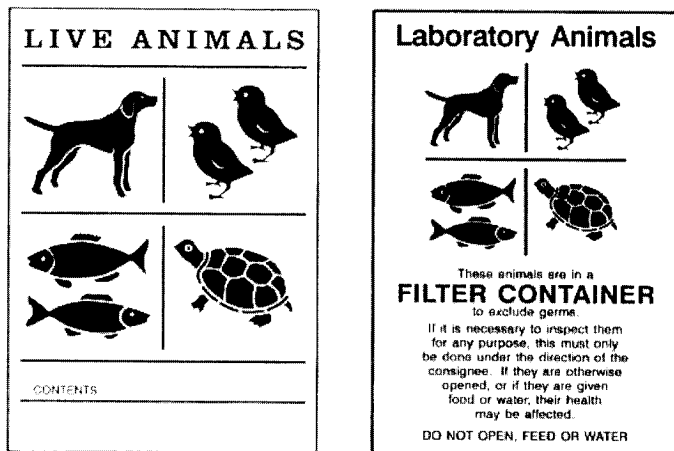 LIVE ANIMALS
CONTENTS
Laboratory Animals
These animals are in a
FILTER CONTAINER
to exclude germs.
If it is necessary to inspect them
for any purpose, this must only
be done under the direction of the
consignee. If they are otherwise
opened, or if they are given
food or water, their health
may be affected.
DO NOT OPEN, FEED OR WATER